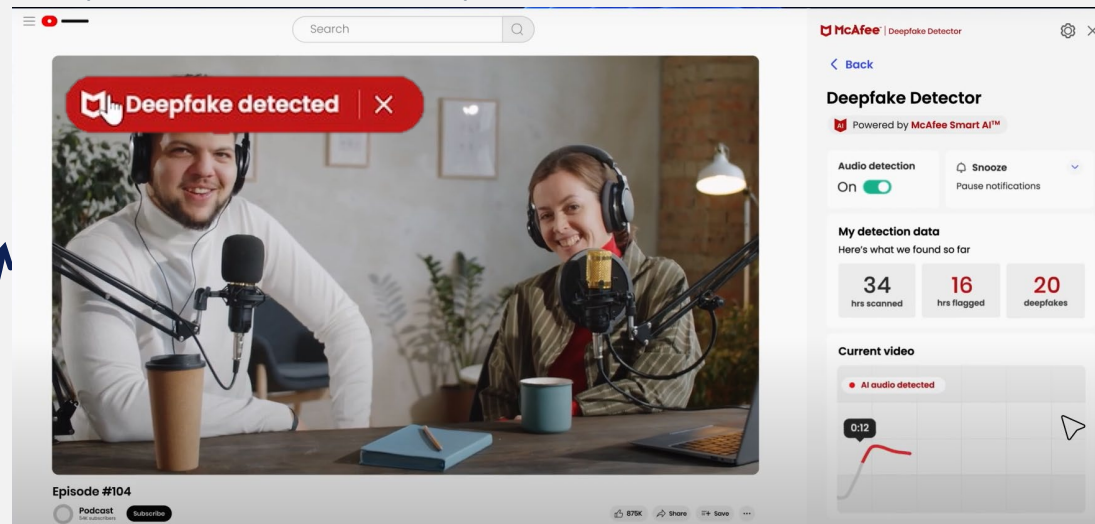 Search
Deepfake detected
Episode #104
Podcast
Subscribe
875K
Share
Save
McAfee | Deepfake Detector
Back
Deepfake Detector
AI Powered by McAfee Smart AI™
Audio detection
On
Snooze
Pause notifications
My detection data
Here's what we found so far
34
hrs scanned
16
hrs flagged
20
deepfakes
Current video
AI audio detected
0:12